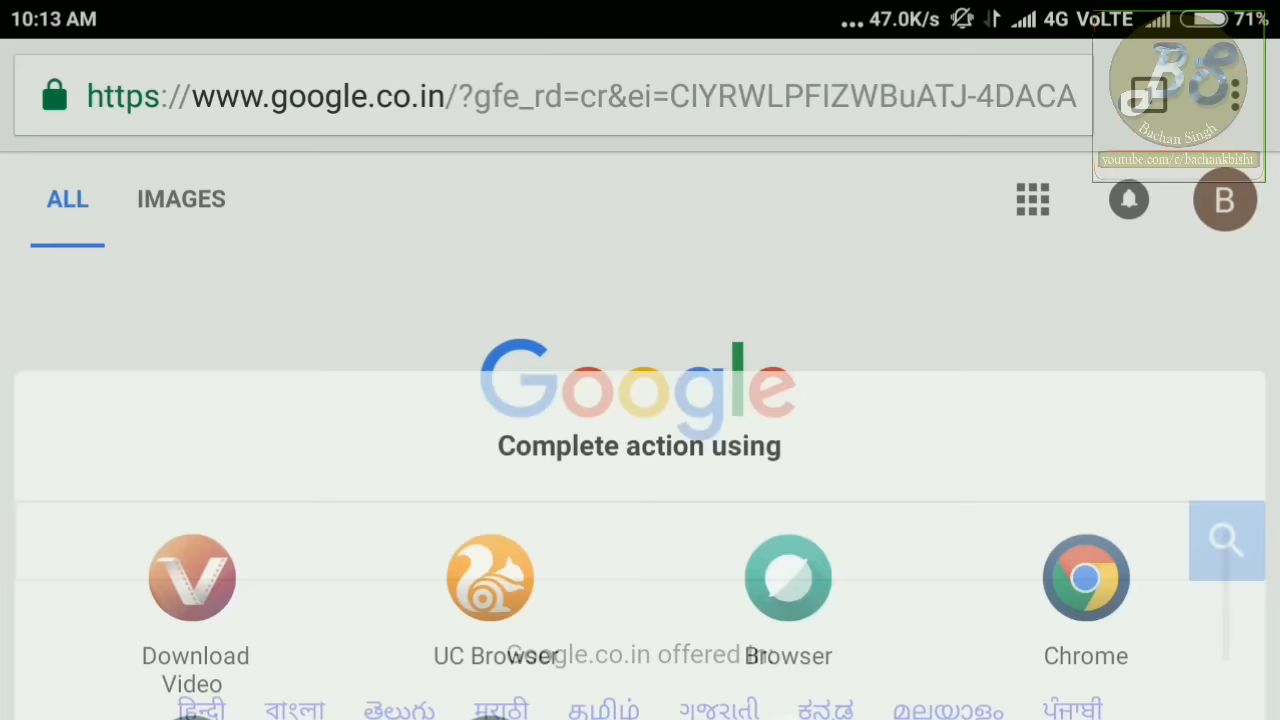 10:13 AM
... 47.0K/s 4G VoLTE 71%
https://www.google.co.in/?gfe_rd=cr&ei=CIYRWLPFIZWBuATJ-4DACA
BS
Bachan Singh
youtube.com/c/bachankbisht
ALL IMAGES
B
Google
Complete action using
Download Video
UC Browser
Browser
Chrome
Google.co.in offered in:
हिन्दी বাংলা తెలుగు मराठी தமிழ் ગુજરાતી ಕನ್ನಡ മലയാളം ਪੰਜਾਬੀ